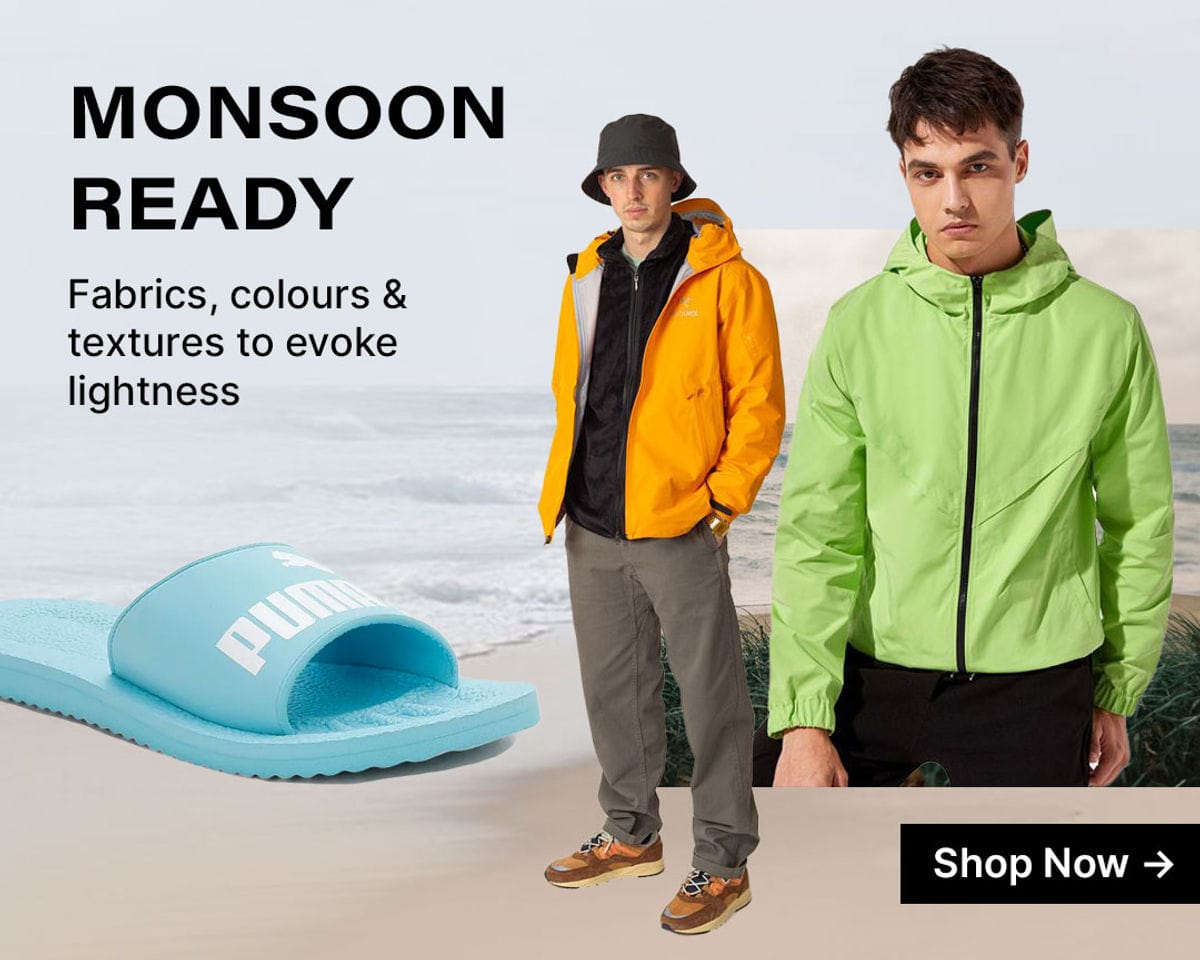 MONSOON
READY
Fabrics, colours &
textures to evoke
lightness
PUMA
Shop Now →